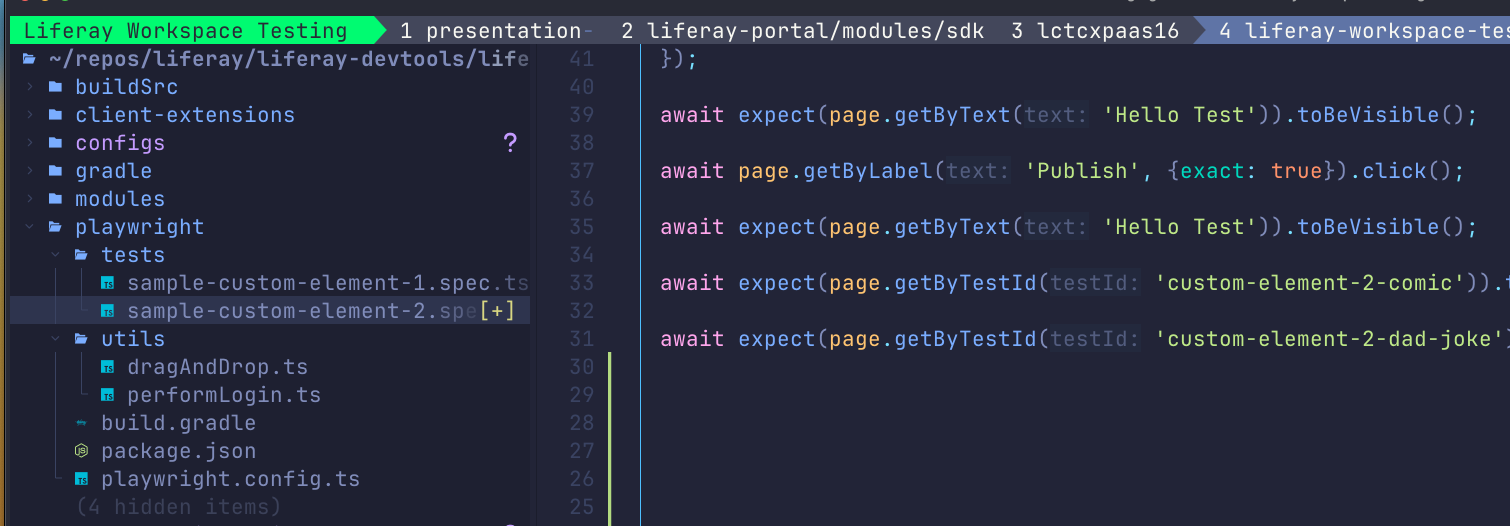 Liferay Workspace Testing 1 presentation- 2 liferay-portal/modules/sdk 3 lctcxpaas16 4 liferay-workspace-tes
~/repos/liferay/liferay-devtools/life
buildSrc
client-extensions
configs ?
gradle
modules
playwright
tests
sample-custom-element-1.spec.ts
sample-custom-element-2.spe[+]
utils
dragAndDrop.ts
performLogin.ts
build.gradle
package.json
playwright.config.ts
(4 hidden items)
41 });
40
39 await expect(page.getByText(text: 'Hello Test')).toBeVisible();
38
37 await page.getByLabel(text: 'Publish', {exact: true}).click();
36
35 await expect(page.getByText(text: 'Hello Test')).toBeVisible();
34
33 await expect(page.getByTestId(testId: 'custom-element-2-comic')).t
32
31 await expect(page.getByTestId(testId: 'custom-element-2-dad-joke')
30
29
28
27
26
25